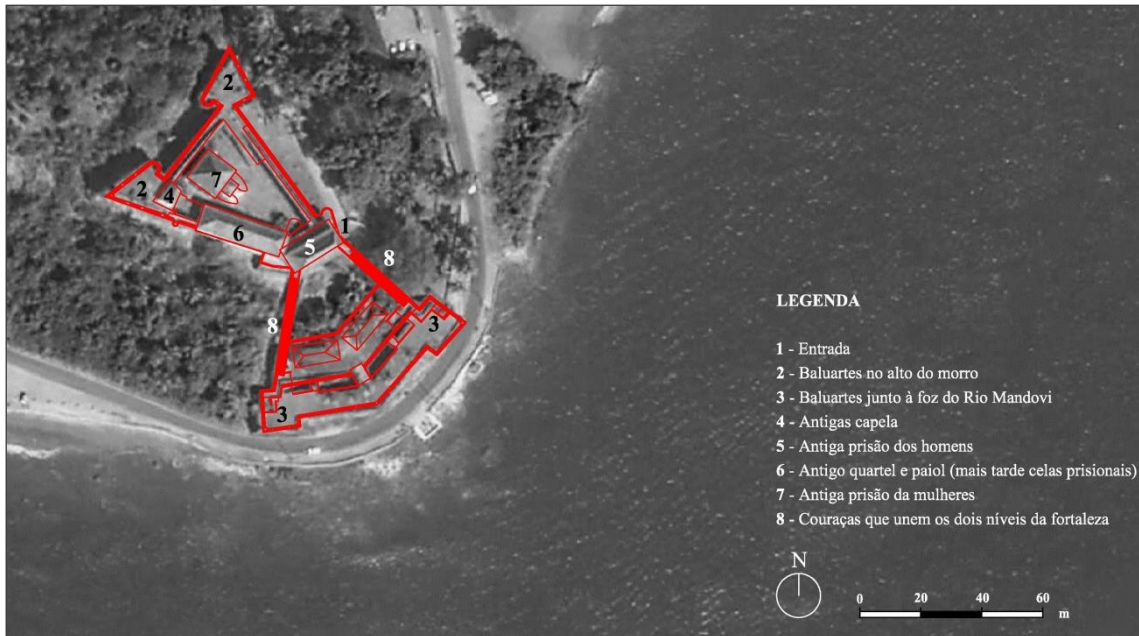 2
2
4
7
6
5
1
8
8
3
3
LEGENDA
1 - Entrada
2 - Baluartes no alto do morro
3 - Baluartes junto à foz do Rio Mandovi
4 - Antigas capela
5 - Antiga prisão dos homens
6 - Antigo quartel e paiol (mais tarde celas prisionais)
7 - Antiga prisão da mulheres
8 - Couraças que unem os dois níveis da fortaleza
N
0 20 40 60
m